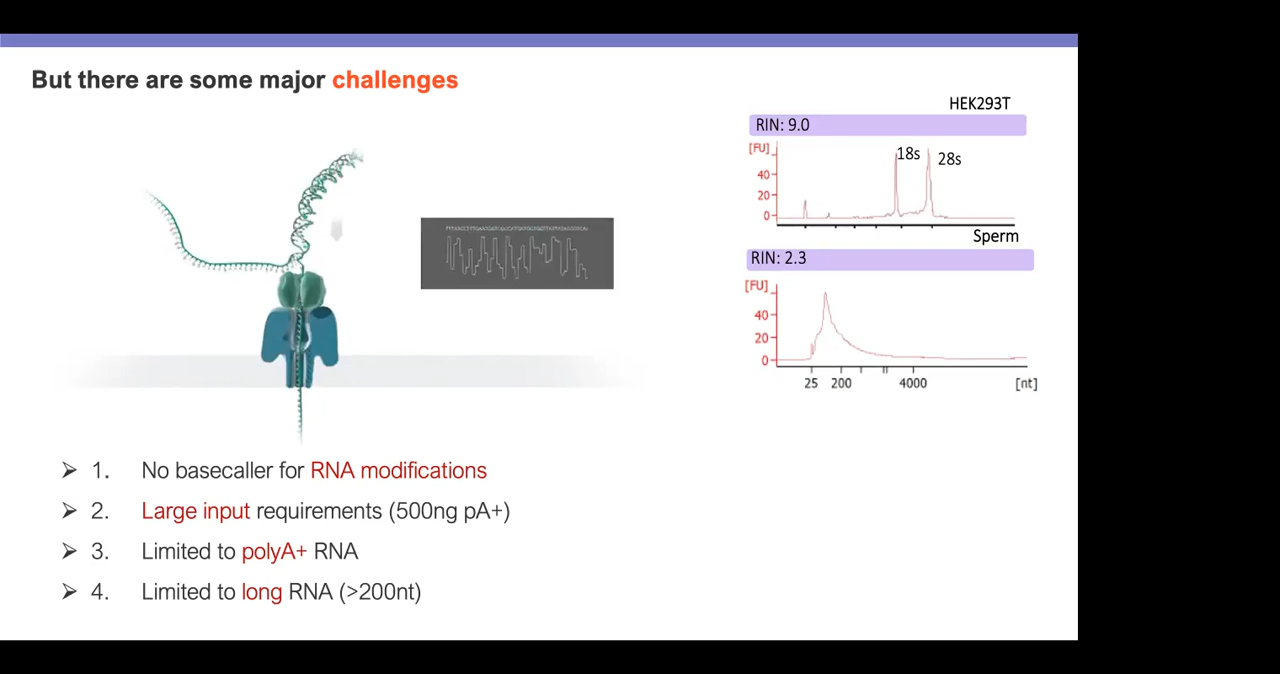 But there are some major challenges
HEK293T
RIN: 9.0
[FU]
18s
28s
40
20
0
Sperm
RIN: 2.3
[FU]
40
20
0
25 200 4000 [nt]
➢ 1. No basecaller for RNA modifications
➢ 2. Large input requirements (500ng pA+)
➢ 3. Limited to polyA+ RNA
➢ 4. Limited to long RNA (>200nt)